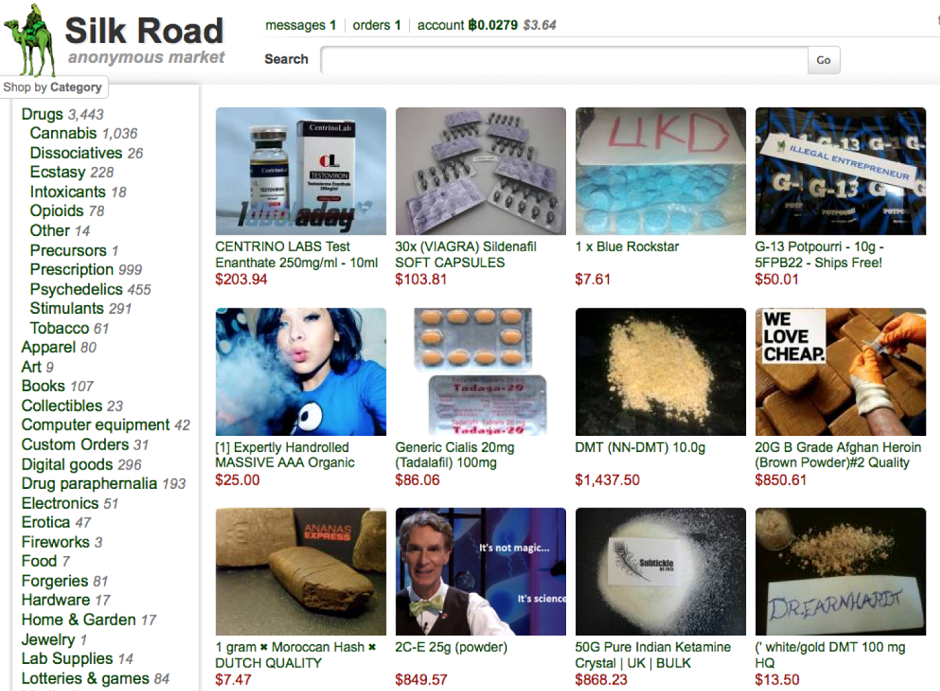 Silk Road
anonymous market
messages 1 orders 1 account ฿0.0279 $3.64
Search
Go
Shop by Category
Drugs 3,443
Cannabis 1,036
Dissociatives 26
Ecstasy 228
Intoxicants 18
Opioids 78
Other 14
Precursors 1
Prescription 999
Psychedelics 455
Stimulants 291
Tobacco 61
Apparel 80
Art 9
Books 107
Collectibles 23
Computer equipment 42
Custom Orders 31
Digital goods 296
Drug paraphernalia 193
Electronics 51
Erotica 47
Fireworks 3
Food 7
Forgeries 81
Hardware 17
Home & Garden 17
Jewelry 1
Lab Supplies 14
Lotteries & games 84
CentrinoLab
CL
TESTOVIRON
Testosterone Enanthate
CENTRINO LABS Test
Enanthate 250mg/ml - 10ml
$203.94
30x (VIAGRA) Sildenafil
SOFT CAPSULES
$103.81
UKD
1 x Blue Rockstar
$7.61
ILLEGAL ENTREPRENEUR
G-13
POTPOURRI
G-13 Potpourri - 10g -
5FPB22 - Ships Free!
$50.01
[1] Expertly Handrolled
MASSIVE AAA Organic
$25.00
Tadaga-20
Tadaga-20
Generic Cialis 20mg
(Tadalafil) 100mg
$86.06
DMT (NN-DMT) 10.0g
$1,437.50
WE
LOVE
CHEAP.
20G B Grade Afghan Heroin
(Brown Powder)#2 Quality
$850.61
ANANAS
EXPRESS
1 gram ✖ Moroccan Hash ✖
DUTCH QUALITY
$7.47
It's not magic...
It's science
2C-E 25g (powder)
$849.57
Subtickle
50G Pure Indian Ketamine
Crystal | UK | BULK
$868.23
DR.EARNHARDT
(' white/gold DMT 100 mg
HQ
$13.50